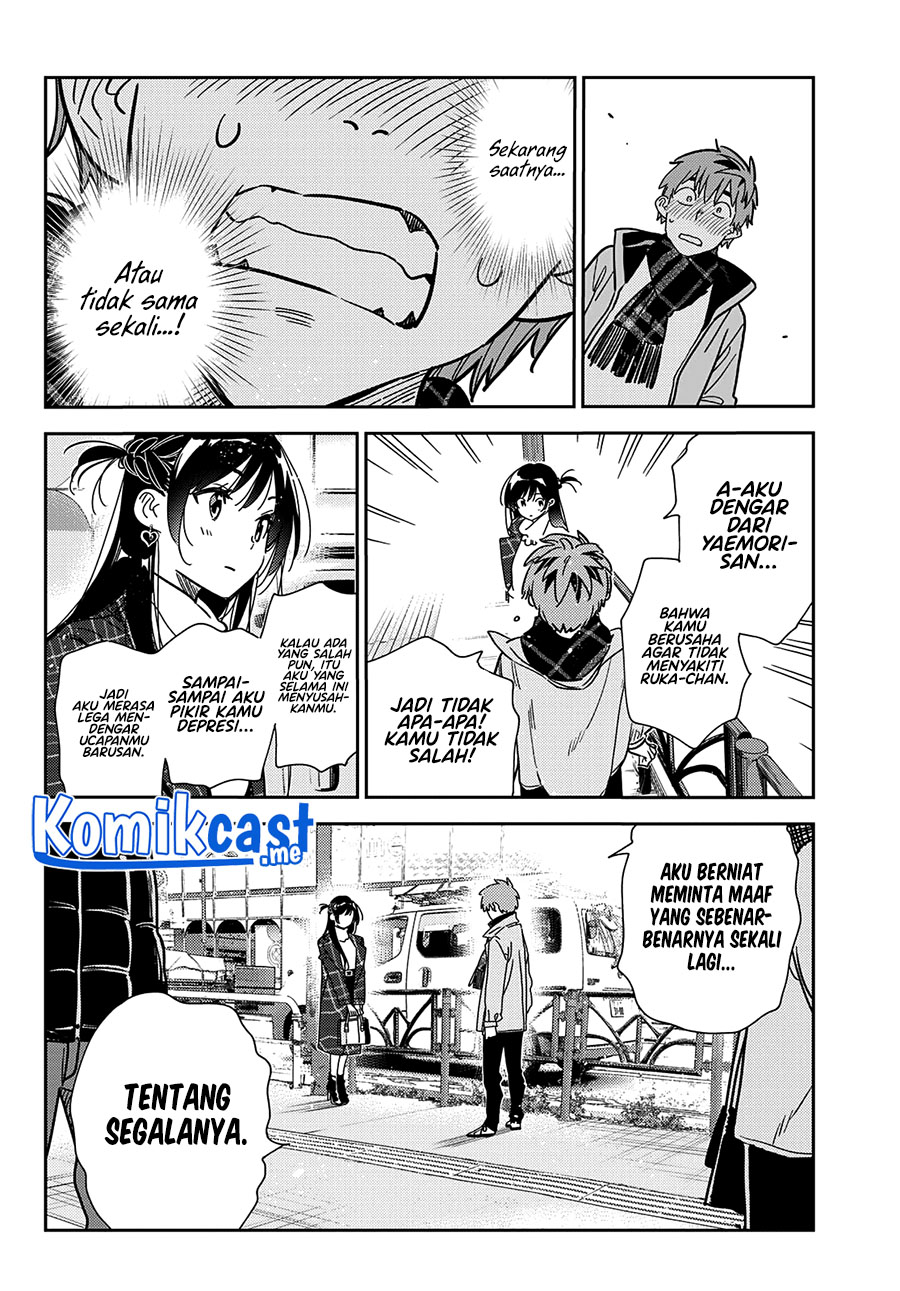 Sekarang
saatnya...
Atau
tidak sama
sekali...!
A-AKU
DENGAR
DARI
YAEMORI-
SAN...
BAHWA
KAMU
BERUSAHA
AGAR TIDAK
MENYAKITI
RUKA-CHAN.
JADI TIDAK
APA-APA!
KAMU TIDAK
SALAH!
KALAU ADA
YANG SALAH
PUN, ITU
AKU YANG
SELAMA INI
MENYUSAH-
KANMU.
SAMPAI-
SAMPAI AKU
PIKIR KAMU
DEPRESI...
JADI
AKU MERASA
LEGA MEN-
DENGAR
UCAPANMU
BARUSAN.
Komikcast
.me
AKU BERNIAT
MEMINTA MAAF
YANG SEBENAR-
BENARNYA SEKALI
LAGI...
TENTANG
SEGALANYA.